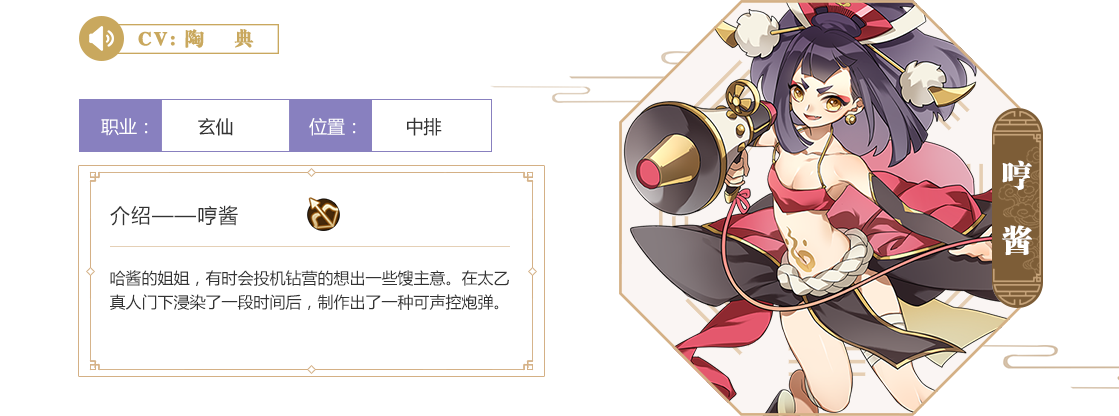 CV: 陶 典
职业： 玄仙 位置： 中排
介绍——哼酱
哈酱的姐姐，有时会投机钻营的想出一些馊主意。在太乙
真人门下浸染了一段时间后，制作出了一种可声控炮弹。
哼酱